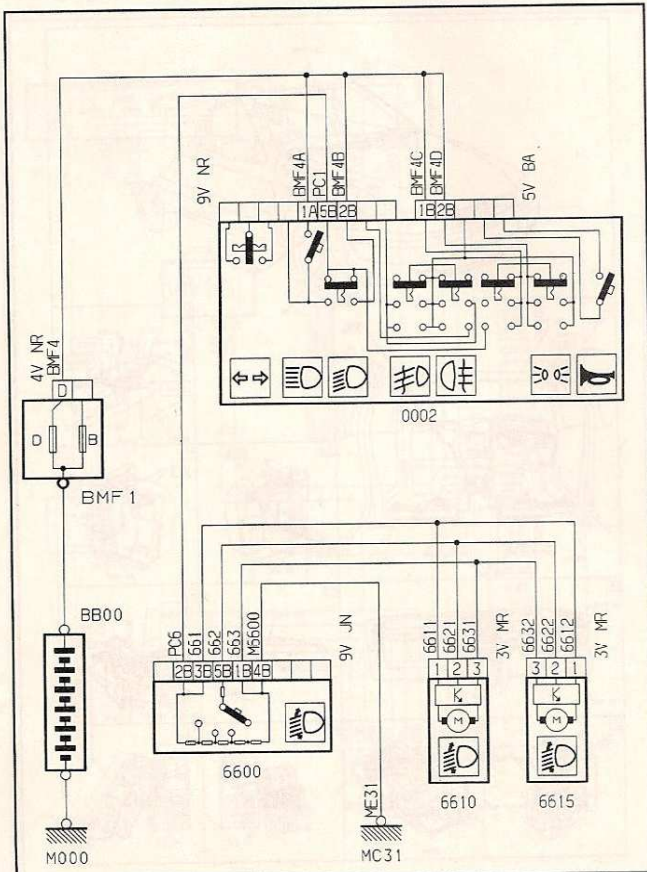 9V NR
BMF4A
PC1
BMF4B
BMF4C
BMF4D
5V BA
1A 5B 2B
1B 2B
0002
4V NR
BMF4
D
D B
BMF1
BB00
M000
PC6
661
662
663
M6600
9V JN
2B 3B 5B 1B 4B
6600
ME31
MC31
6611
6621
6631
3V MR
1 2 3
K
M
6610
6632
6622
6612
3V MR
3 2 1
K
M
6615